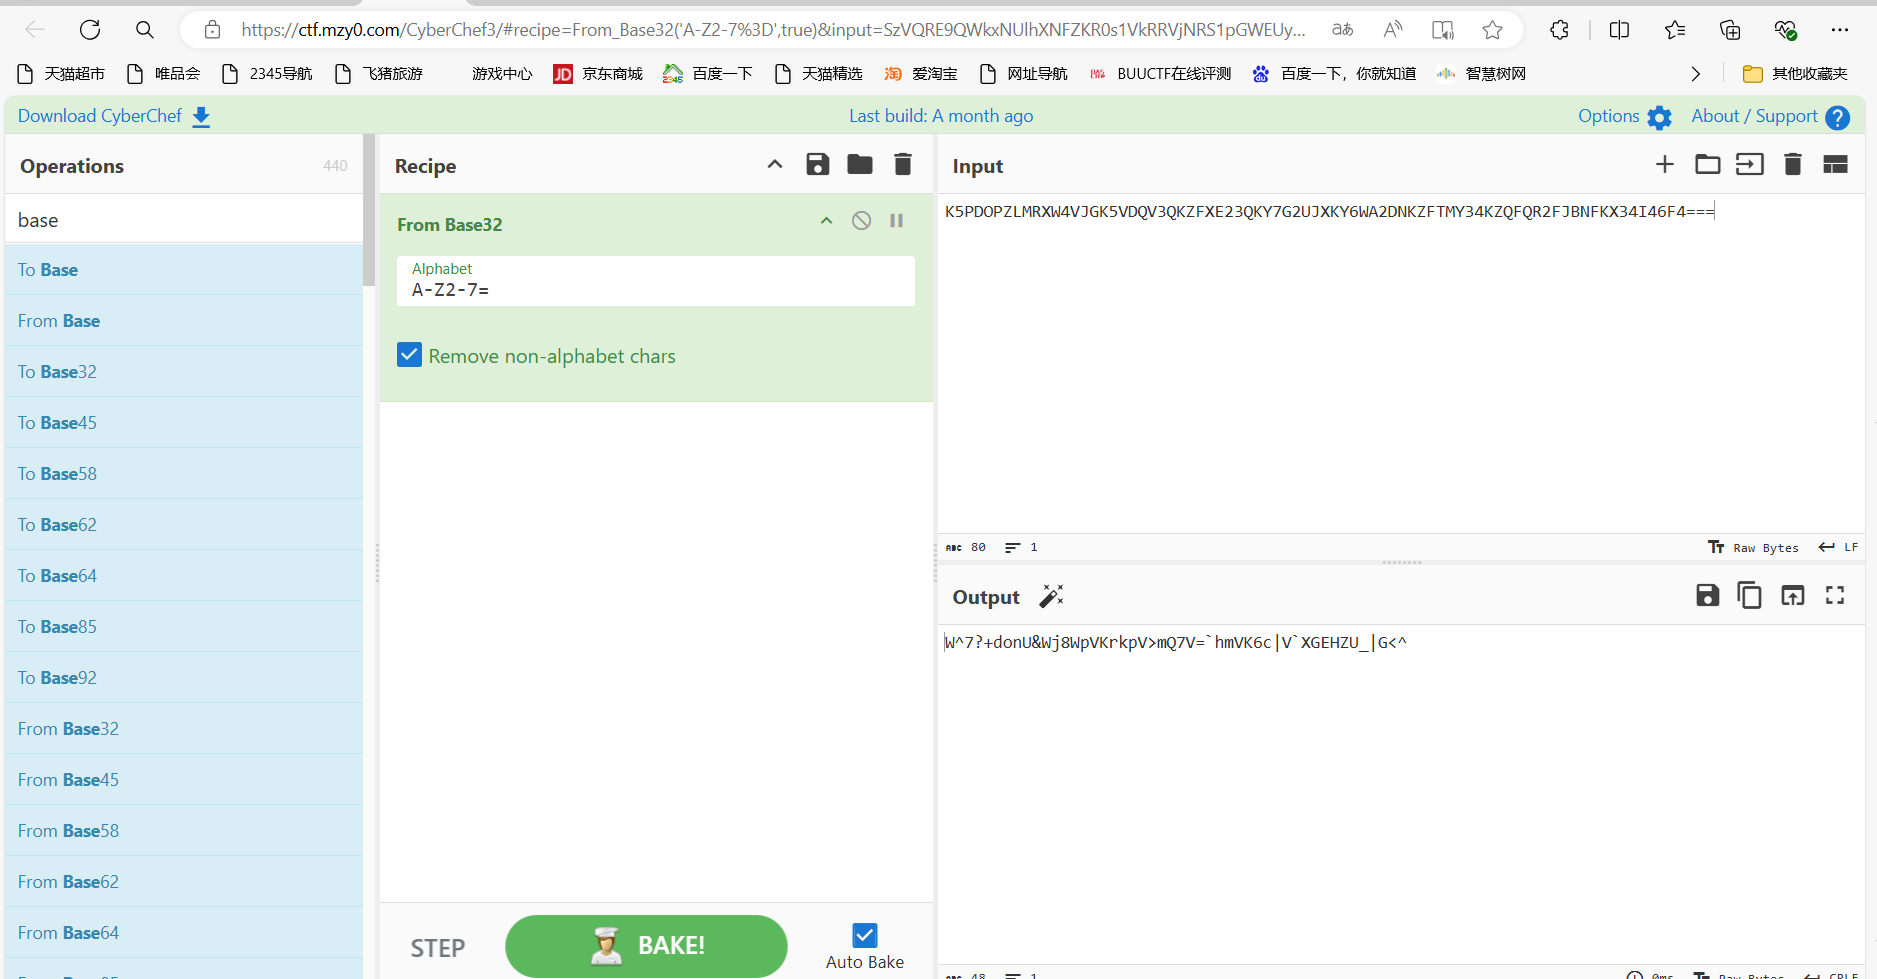 https://ctf.mzy0.com/CyberChef3/#recipe=From_Base32('A-Z2-7%3D',true)&input=SzVQRE9QWkxNUlhXNFZKR0s1VkRRVjNRS1pGWEUy...
天猫超市 唯品会 2345导航 飞猪旅游 游戏中心 京东商城 百度一下 天猫精选 爱淘宝 网址导航 BUUCTF在线评测 百度一下，你就知道 智慧树网 其他收藏夹
Download CyberChef Last build: A month ago Options About / Support
Operations 440
base
To Base
From Base
To Base32
To Base45
To Base58
To Base62
To Base64
To Base85
To Base92
From Base32
From Base45
From Base58
From Base62
From Base64
Recipe
From Base32
Alphabet
A-Z2-7=
Remove non-alphabet chars
STEP BAKE! Auto Bake
Input
K5PDOPZLMRXW4VJGK5VDQV3QKZFXE23QKY7G2UJXKY6WA2DNKZFTMY34KZQFQR2FJBNFKX34I46F4===
ABC 80 1 Raw Bytes LF
Output
W^7?+donU&Wj8WpVKrkpV>mQ7V=`hmVK6c|V`XGEHZU_|G<^
48 1 0ms Raw Bytes CRLF